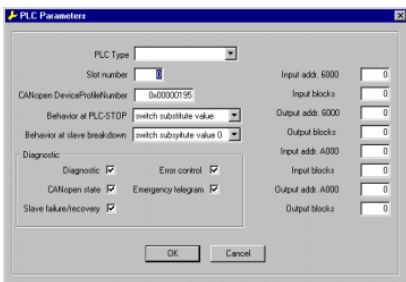 PLC Parameters
PLC Type
Slot number 0
CANopen DeviceProfileNumber 0x00000195
Behavior at PLC-STOP switch substitute value
Behavior at slave breakdown switch subsyitute value 0
Diagnostic
Diagnostic Error control
CANopen state Emergency telegram
Slave failure/recovery
Input addr. 6000 0
Input blocks 0
Output addr. 6000 0
Output blocks 0
Input addr. A000 0
Input blocks 0
Output addr. A000 0
Output blocks 0
OK Cancel